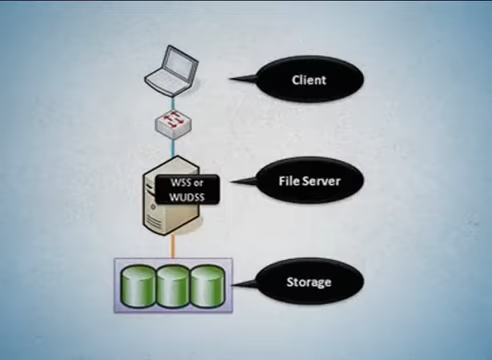 Client
WSS or
WUDSS
File Server
Storage